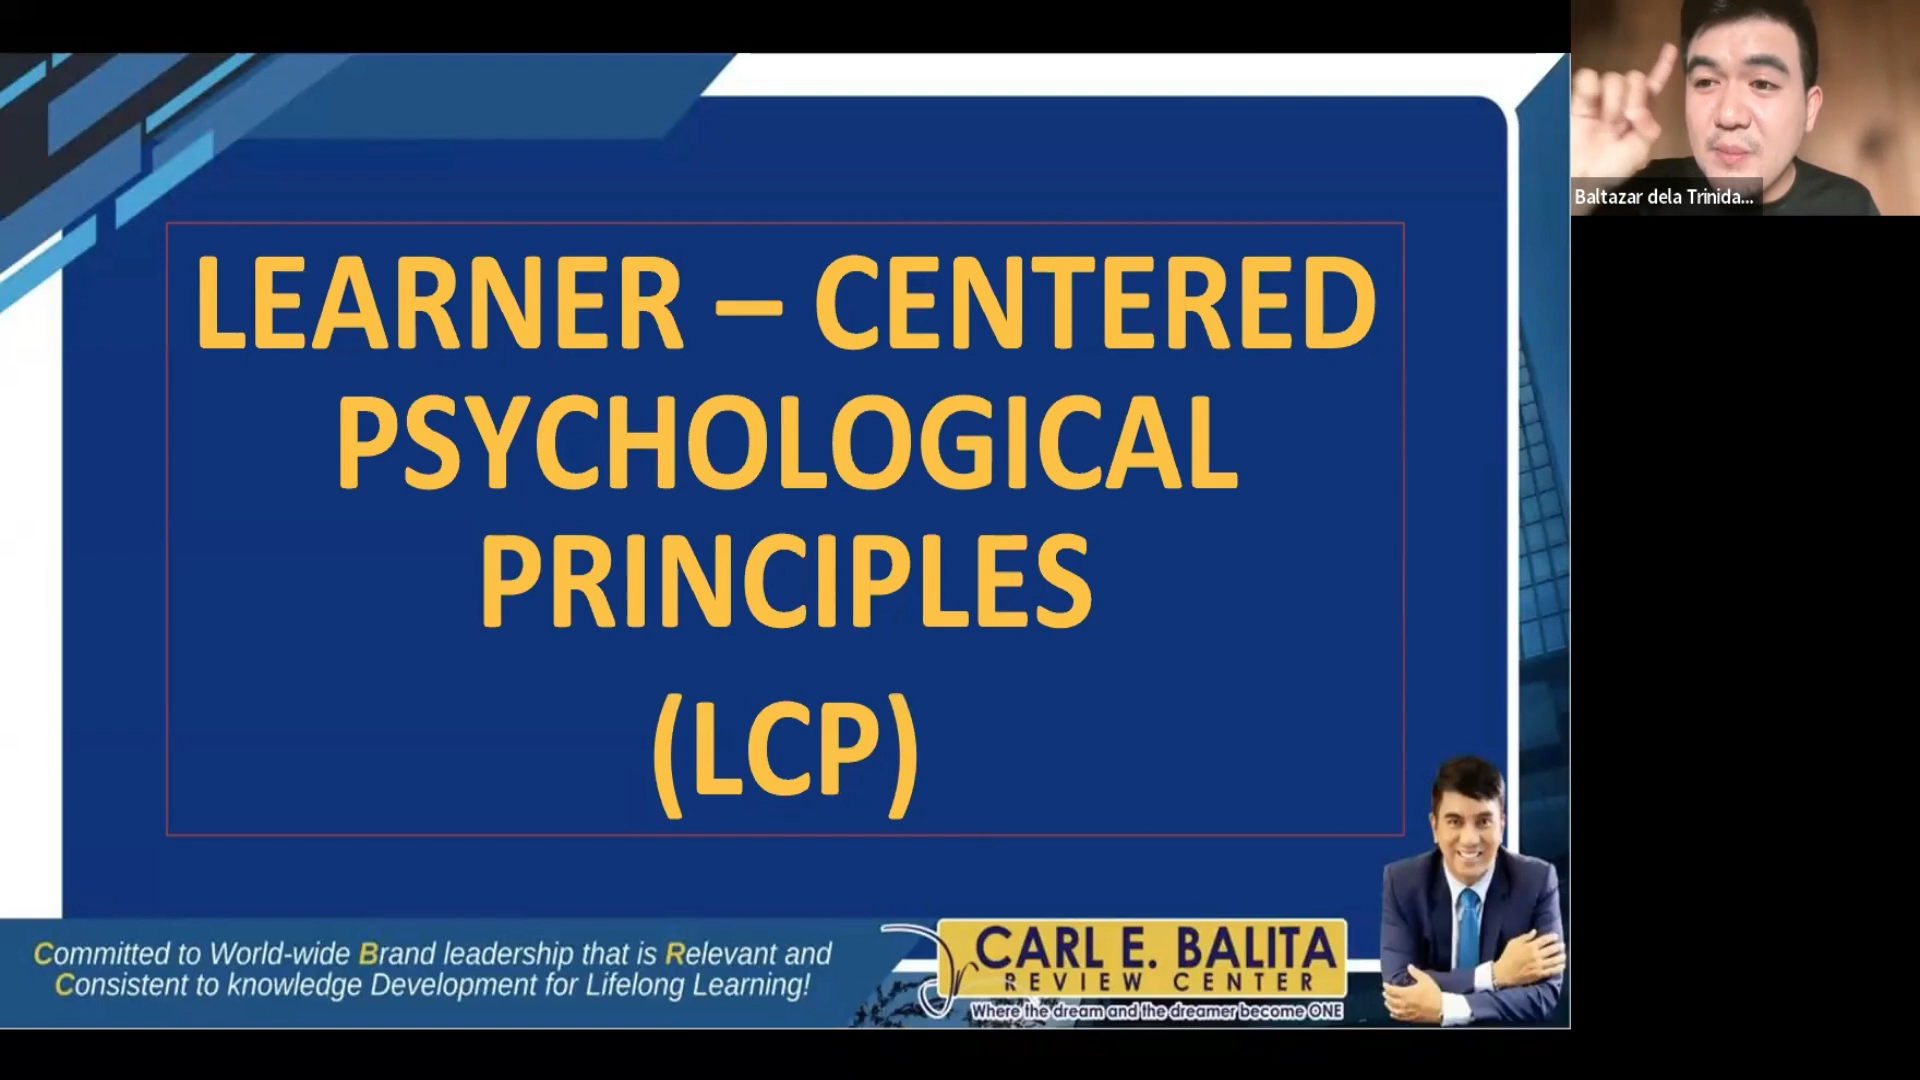 LEARNER – CENTERED
PSYCHOLOGICAL
PRINCIPLES
(LCP)
Baltazar dela Trinida...
Committed to World-wide Brand leadership that is Relevant and
Consistent to knowledge Development for Lifelong Learning!
Dr
CARL E. BALITA
REVIEW CENTER
Where the dream and the dreamer become ONE